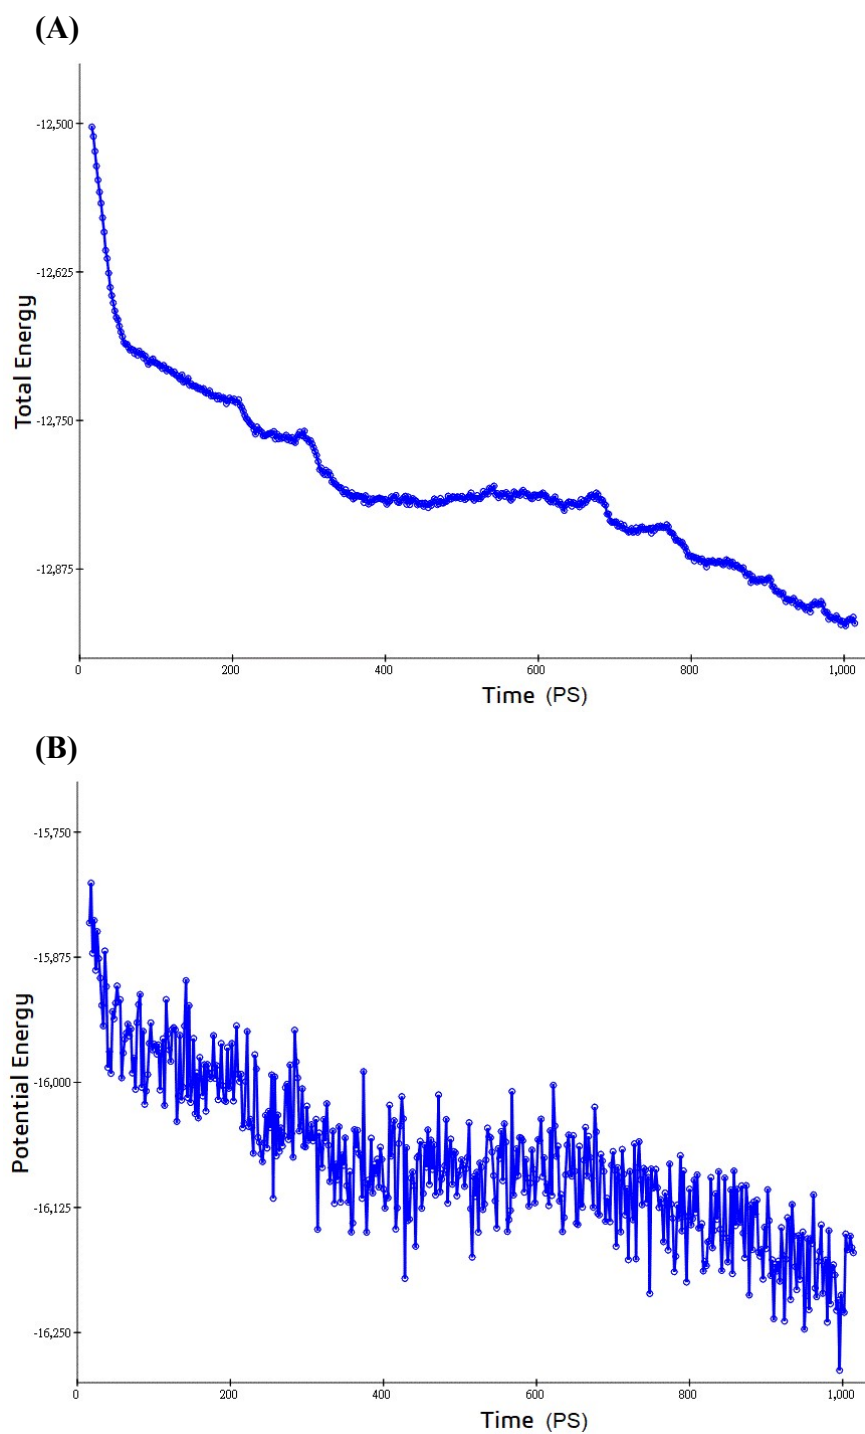 (A)
Total Energy
-12,500
-12,625
-12,750
-12,875
0 200 400 600 800 1,000
Time (PS)
(B)
Potential Energy
-15,750
-15,875
-16,000
-16,125
-16,250
0 200 400 600 800 1,000
Time (PS)